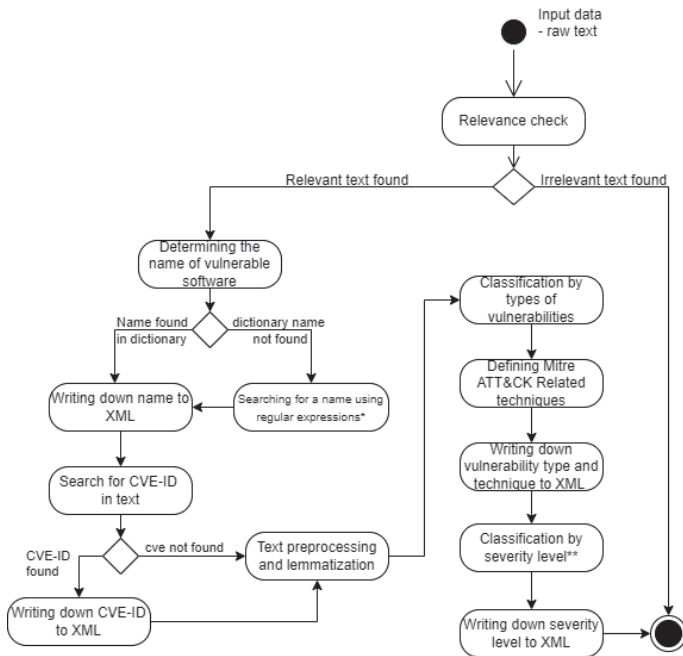 Input data
- raw text
Relevance check
Relevant text found
Irrelevant text found
Determining the
name of vulnerable
software
Name found
in dictionary
dictionary name
not found
Writing down name to
XML
Searching for a name using
regular expressions*
Search for CVE-ID
in text
CVE-ID
found
cve not found
Writing down CVE-ID
to XML
Text preprocessing
and lemmatization
Classification by
types of
vulnerabilities
Defining Mitre
ATT&CK Related
techniques
Writing down
vulnerability type and
technique to XML
Classification by
severity level**
Writing down severity
level to XML